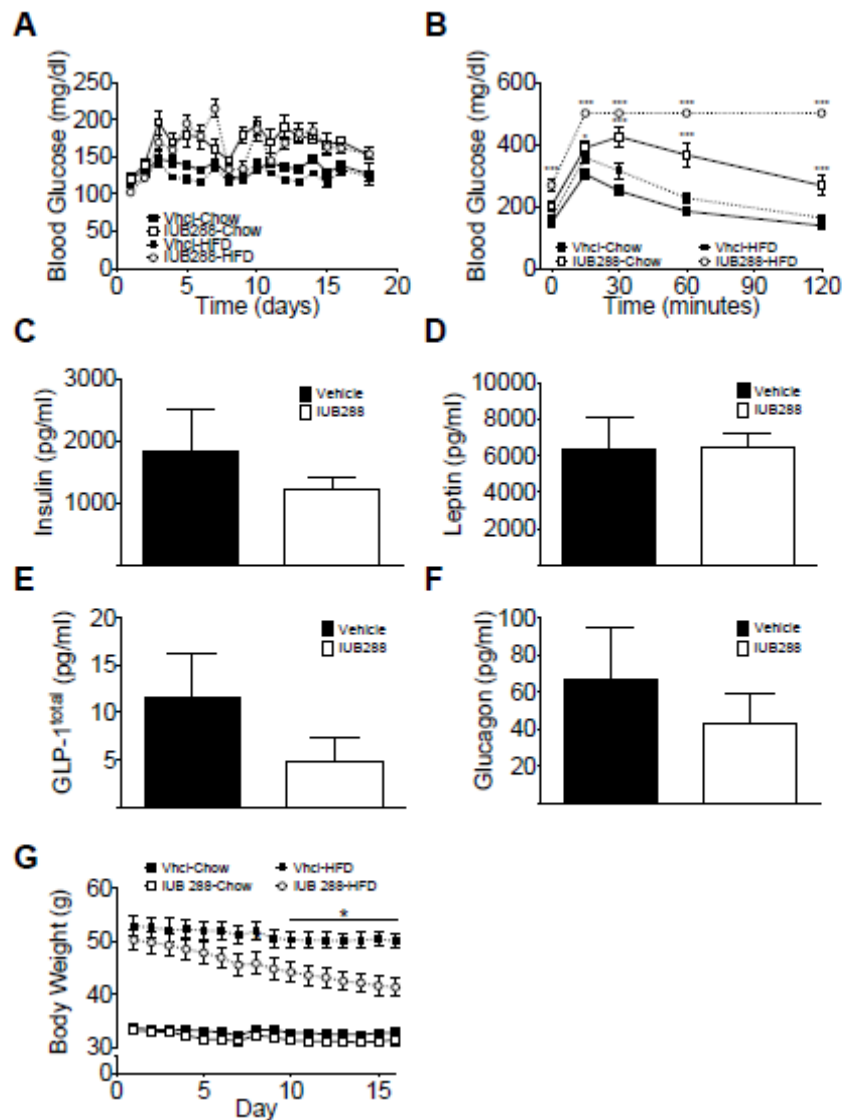 A
Blood Glucose (mg/dl)
250
200
150
100
50
0
Vhcl-Chow
IUB288-Chow
Vhcl-HFD
IUB288-HFD
0 5 10 15 20
Time (days)
B
Blood Glucose (mg/dl)
600
400
200
0
*** *** *** *** *** * *** *** ***
Vhcl-Chow Vhcl-HFD
IUB288-Chow IUB288-HFD
0 30 60 90 120
Time (minutes)
C
Insulin (pg/ml)
3000
2000
1000
Vehicle
IUB288
D
Leptin (pg/ml)
10000
8000
6000
4000
2000
0
Vehicle
IUB288
E
GLP-1total (pg/ml)
20
15
10
5
Vehicle
IUB288
F
Glucagon (pg/ml)
100
80
60
40
20
Vehicle
IUB288
G
Vhcl-Chow Vhcl-HFD
IUB 288-Chow IUB 288-HFD
Body Weight (g)
60
50
40
30
0
*
0 5 10 15
Day